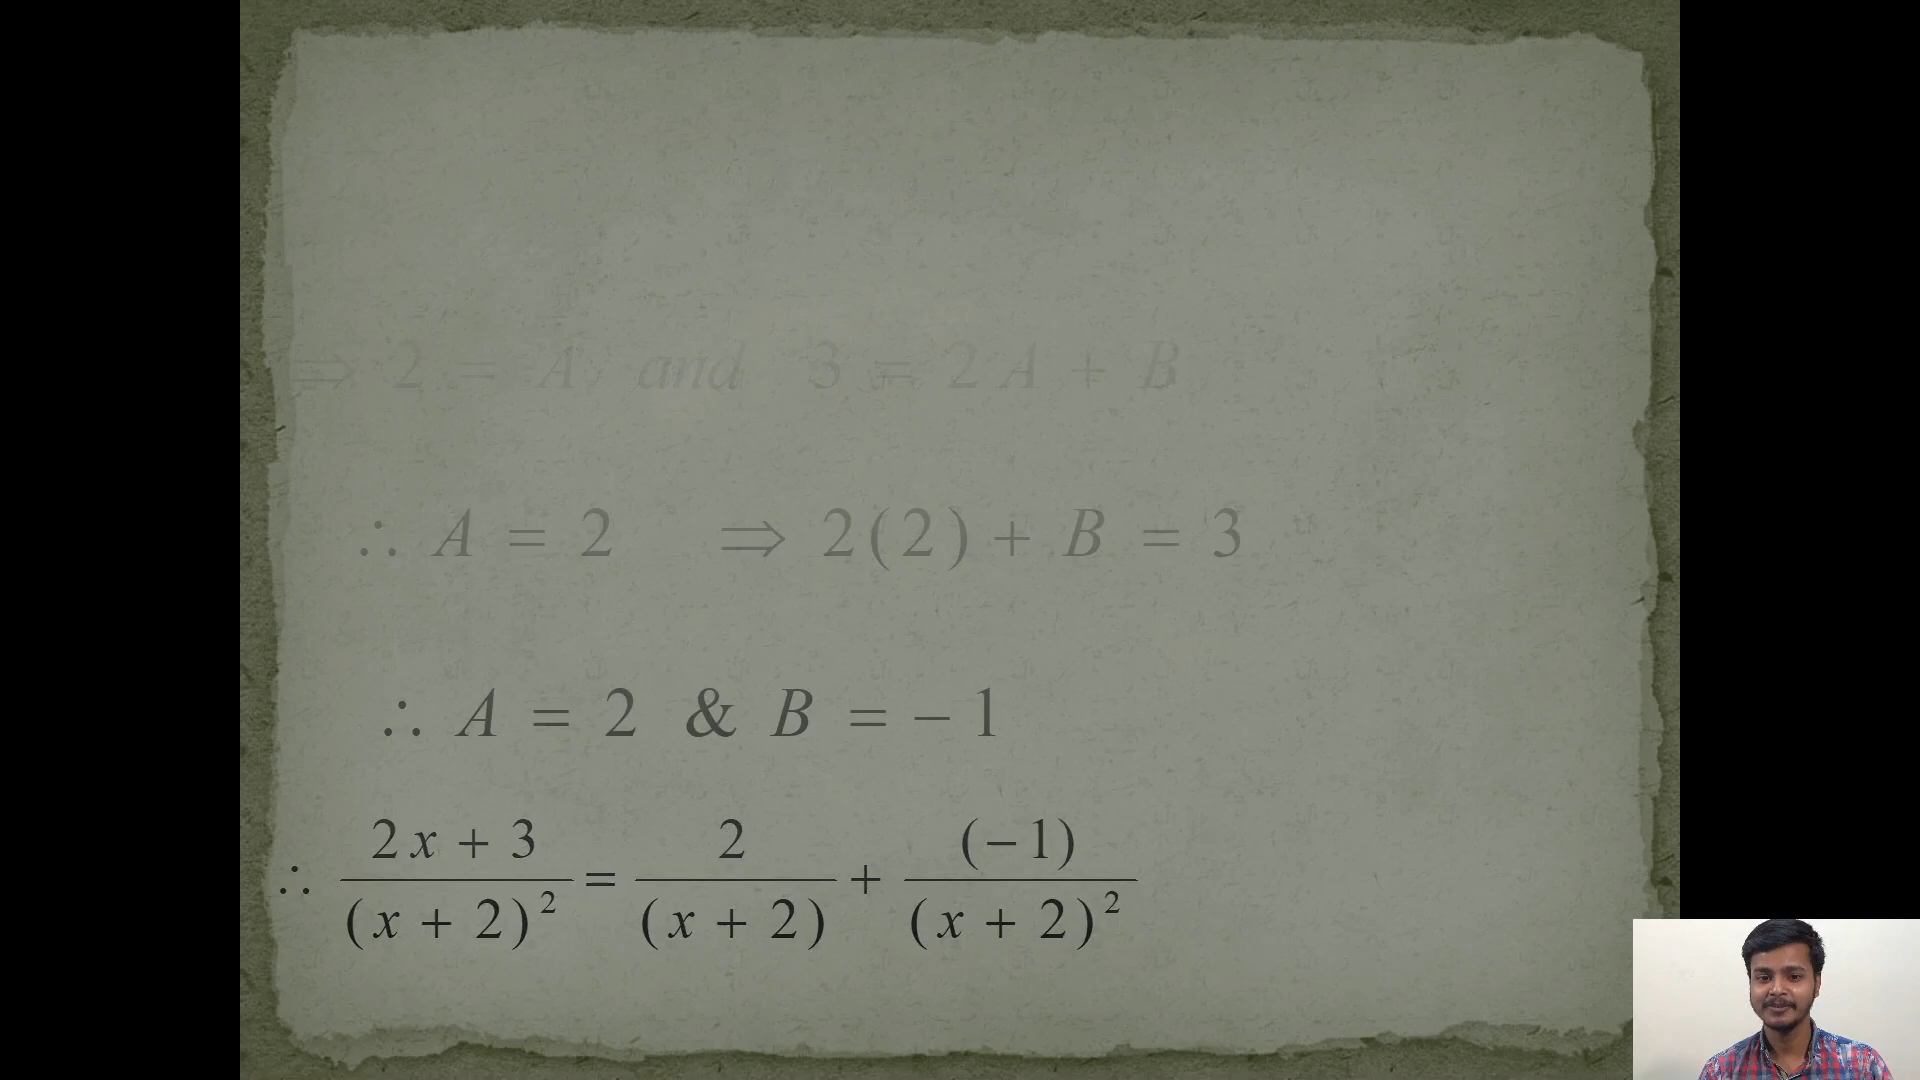 ⇒ 2 = A, and 3 = 2A + B
∴ A = 2 ⇒ 2(2) + B = 3
∴ A = 2 & B = −1
∴ (2x + 3)/(x + 2)² = 2/(x + 2) + (−1)/(x + 2)²